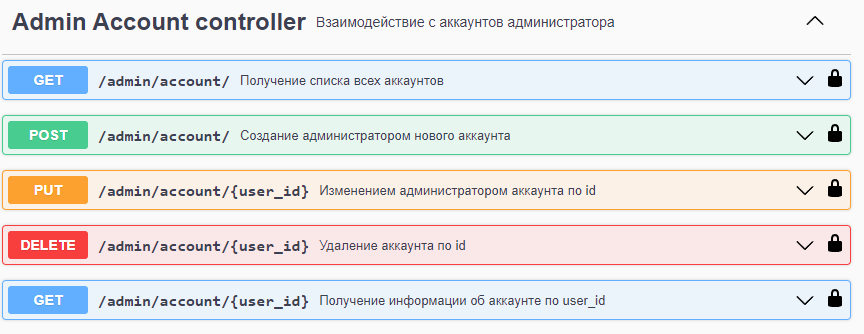 Admin Account controller Взаимодействие с аккаунтов администратора
GET /admin/account/ Получение списка всех аккаунтов
POST /admin/account/ Создание администратором нового аккаунта
PUT /admin/account/{user_id} Изменением администратором аккаунта по id
DELETE /admin/account/{user_id} Удаление аккаунта по id
GET /admin/account/{user_id} Получение информации об аккаунте по user_id